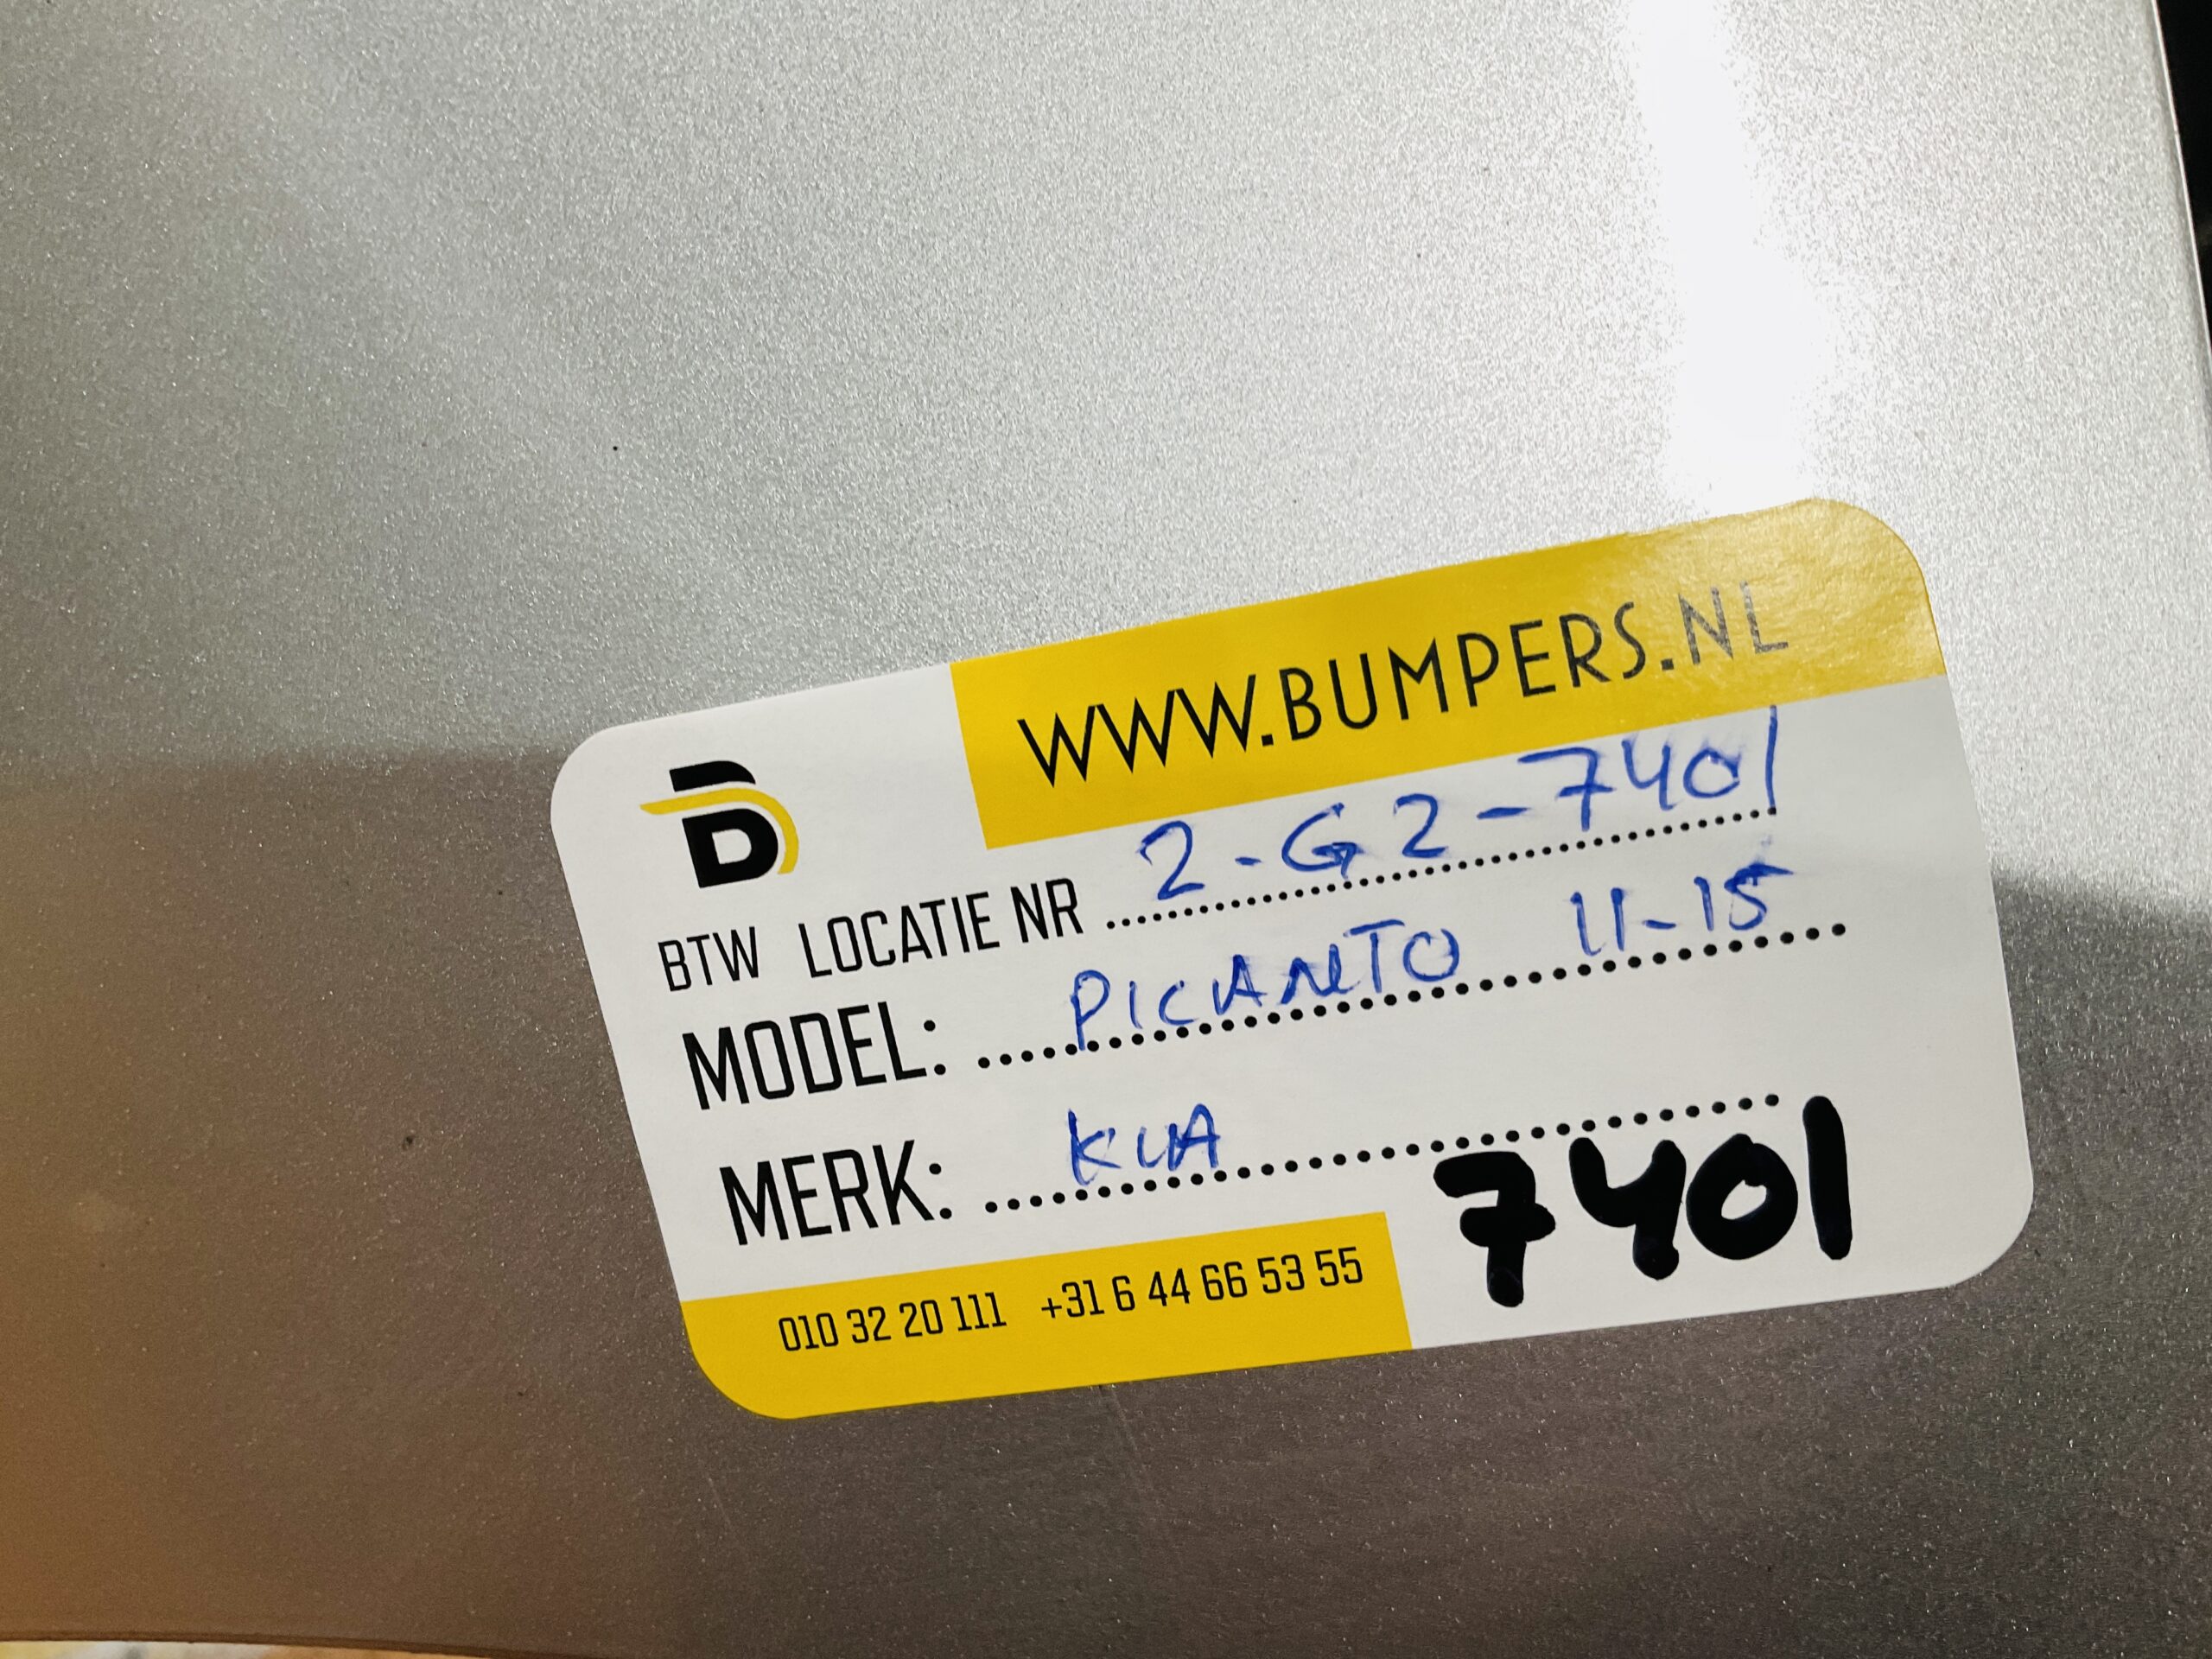 WWW.BUMPERS.NL
B
BTW LOCATIE NR 2-G2-7401
MODEL: PICANTO 11-15
MERK: KIA
7401
010 32 20 111 +31 6 44 66 53 55